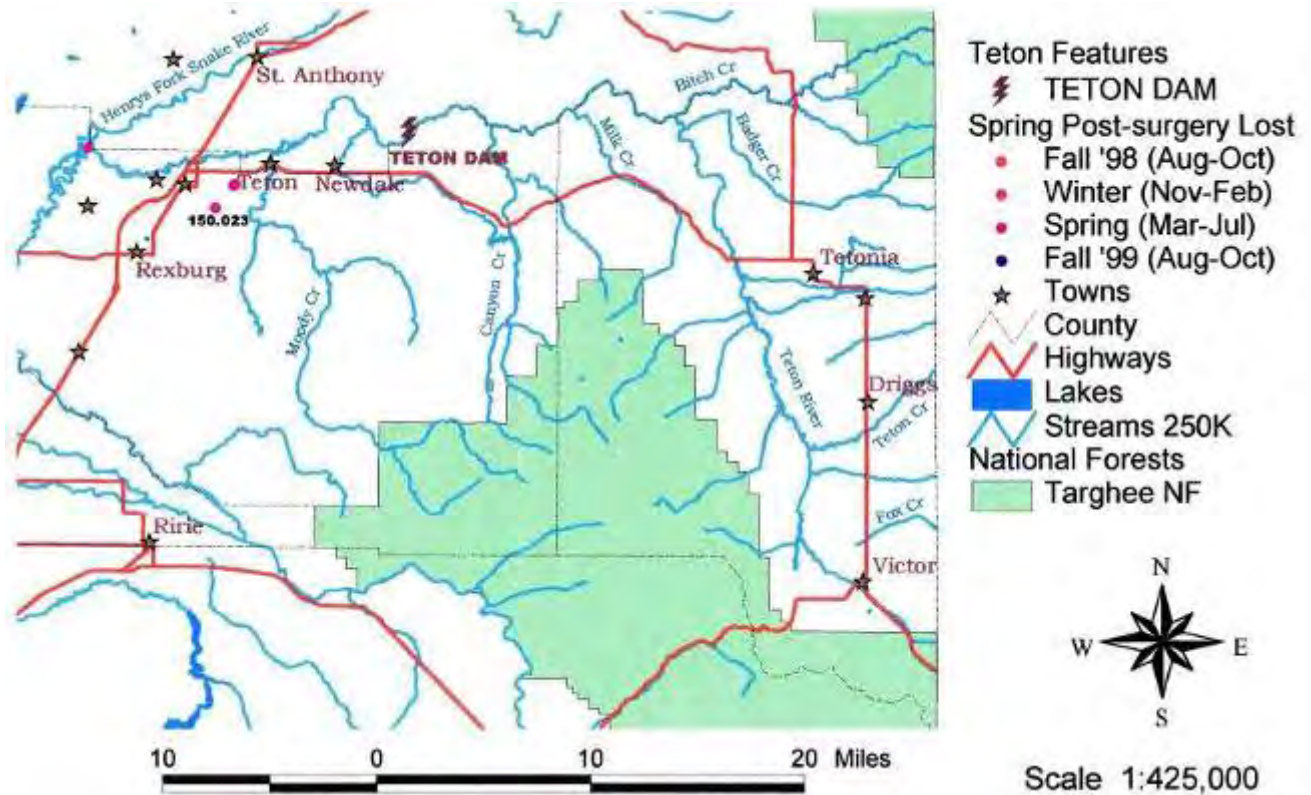 Henrys Fork Snake River
St. Anthony
Bitch Cr
Milk Cr
Badger Cr
TETON DAM
Teton
Newdale
150.023
Rexburg
Tetonia
Moody Cr
Canyon Cr
Teton River
Driggs
Teton Cr
Fox Cr
Ririe
Victor
Teton Features
TETON DAM
Spring Post-surgery Lost
Fall '98 (Aug-Oct)
Winter (Nov-Feb)
Spring (Mar-Jul)
Fall '99 (Aug-Oct)
Towns
County
Highways
Lakes
Streams 250K
National Forests
Targhee NF
N
W E
S
10 0 10 20 Miles
Scale 1:425,000